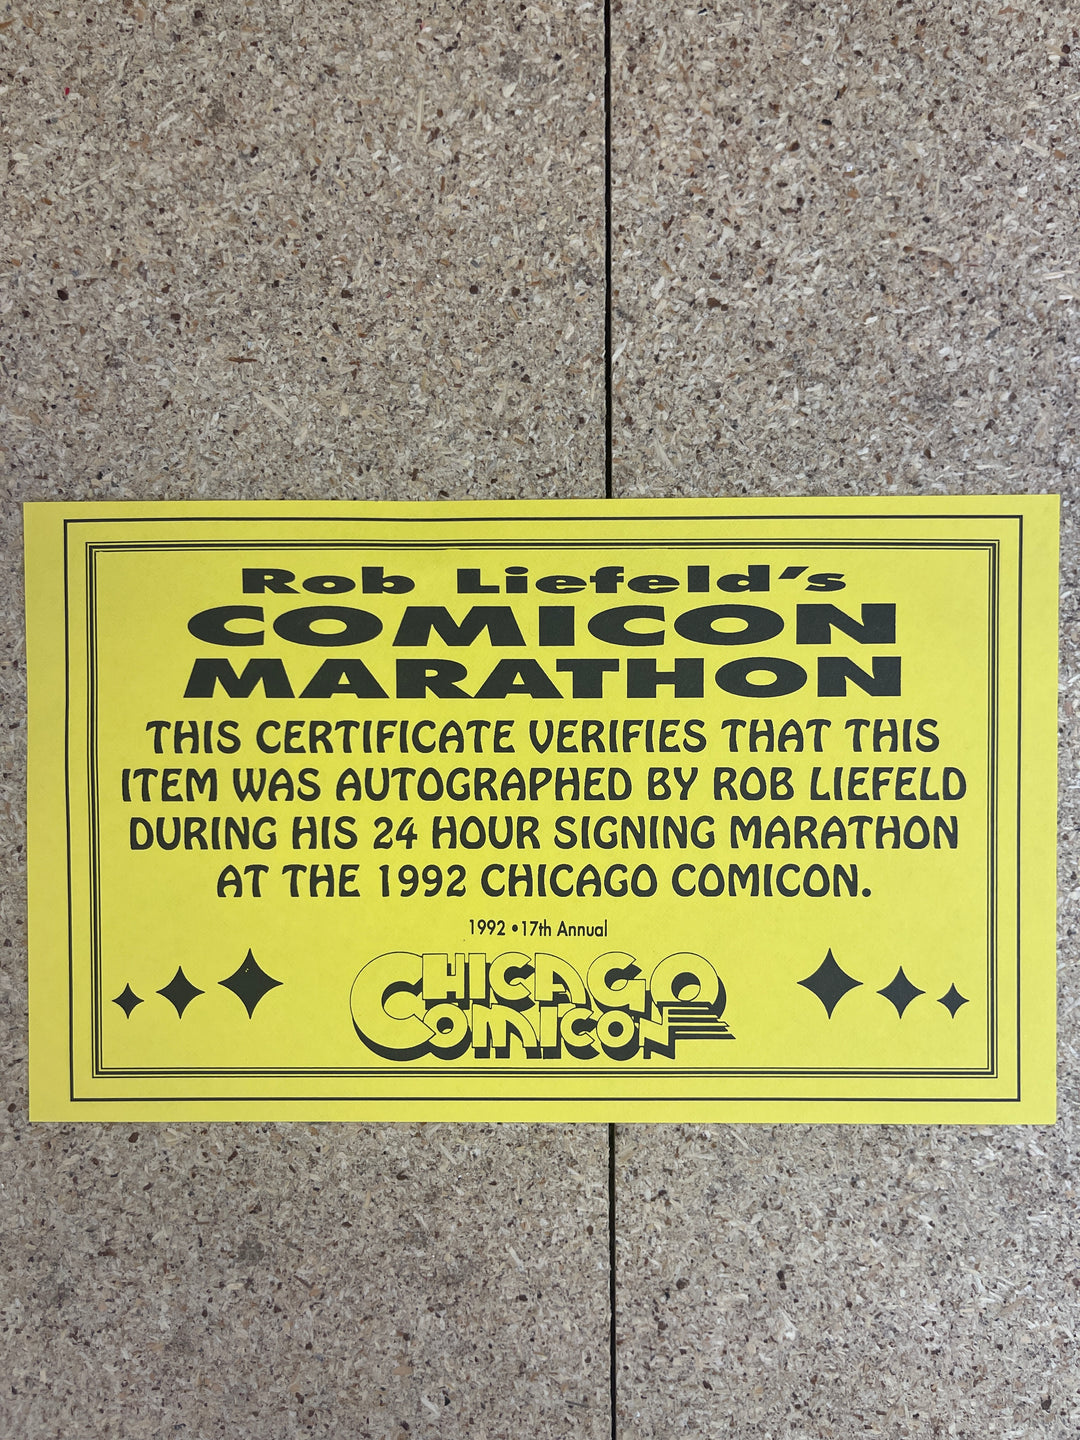 Rob Liefeld's
COMICON
MARATHON
THIS CERTIFICATE VERIFIES THAT THIS
ITEM WAS AUTOGRAPHED BY ROB LIEFELD
DURING HIS 24 HOUR SIGNING MARATHON
AT THE 1992 CHICAGO COMICON.
1992 • 17th Annual
CHICAGO
COMICON